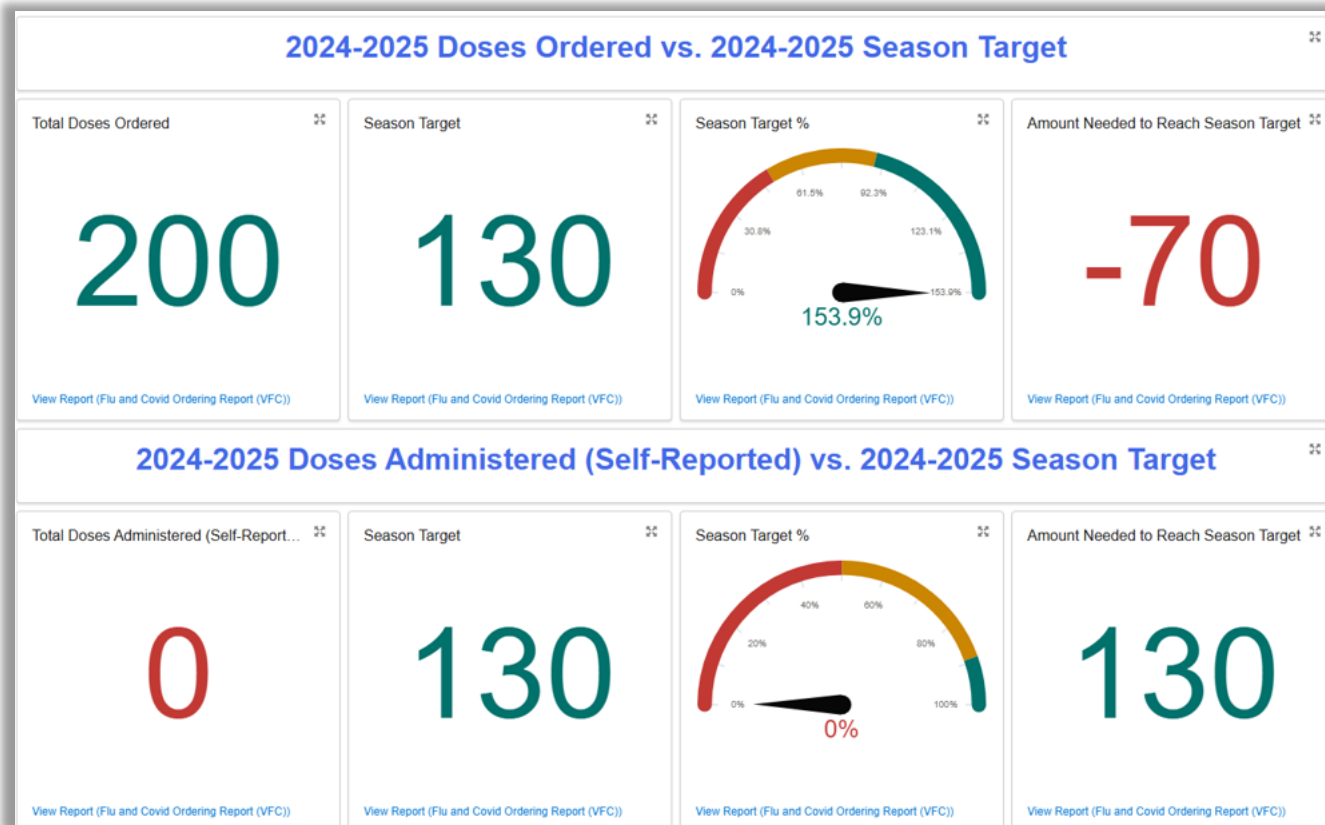 2024-2025 Doses Ordered vs. 2024-2025 Season Target
Total Doses Ordered
200
View Report (Flu and Covid Ordering Report (VFC))
Season Target
130
View Report (Flu and Covid Ordering Report (VFC))
Season Target %
0%
30.8%
61.5%
92.3%
123.1%
153.9%
153.9%
View Report (Flu and Covid Ordering Report (VFC))
Amount Needed to Reach Season Target
-70
View Report (Flu and Covid Ordering Report (VFC))
2024-2025 Doses Administered (Self-Reported) vs. 2024-2025 Season Target
Total Doses Administered (Self-Report...
0
View Report (Flu and Covid Ordering Report (VFC))
Season Target
130
View Report (Flu and Covid Ordering Report (VFC))
Season Target %
0%
20%
40%
60%
80%
100%
0%
View Report (Flu and Covid Ordering Report (VFC))
Amount Needed to Reach Season Target
130
View Report (Flu and Covid Ordering Report (VFC))